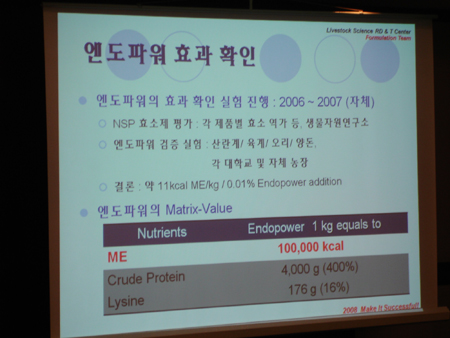 Livestock Science RD & T Center
Formulation Team
엔도파워 효과 확인
엔도파워의 효과 확인 실험 진행 : 2006 ~ 2007 (자체)
NSP 효소제 평가 : 각 제품별 효소 역가 등, 생물자원연구소
엔도파워 검증 실험 : 산란계/ 육계/ 오리/ 양돈,
각 대학교 및 자체 농장
결론 : 약 11kcal ME/kg / 0.01% Endopower addition
엔도파워의 Matrix-Value
Nutrients Endopower 1 kg equals to
ME 100,000 kcal
Crude Protein 4,000 g (400%)
Lysine 176 g (16%)
2008 Make It Successful!!